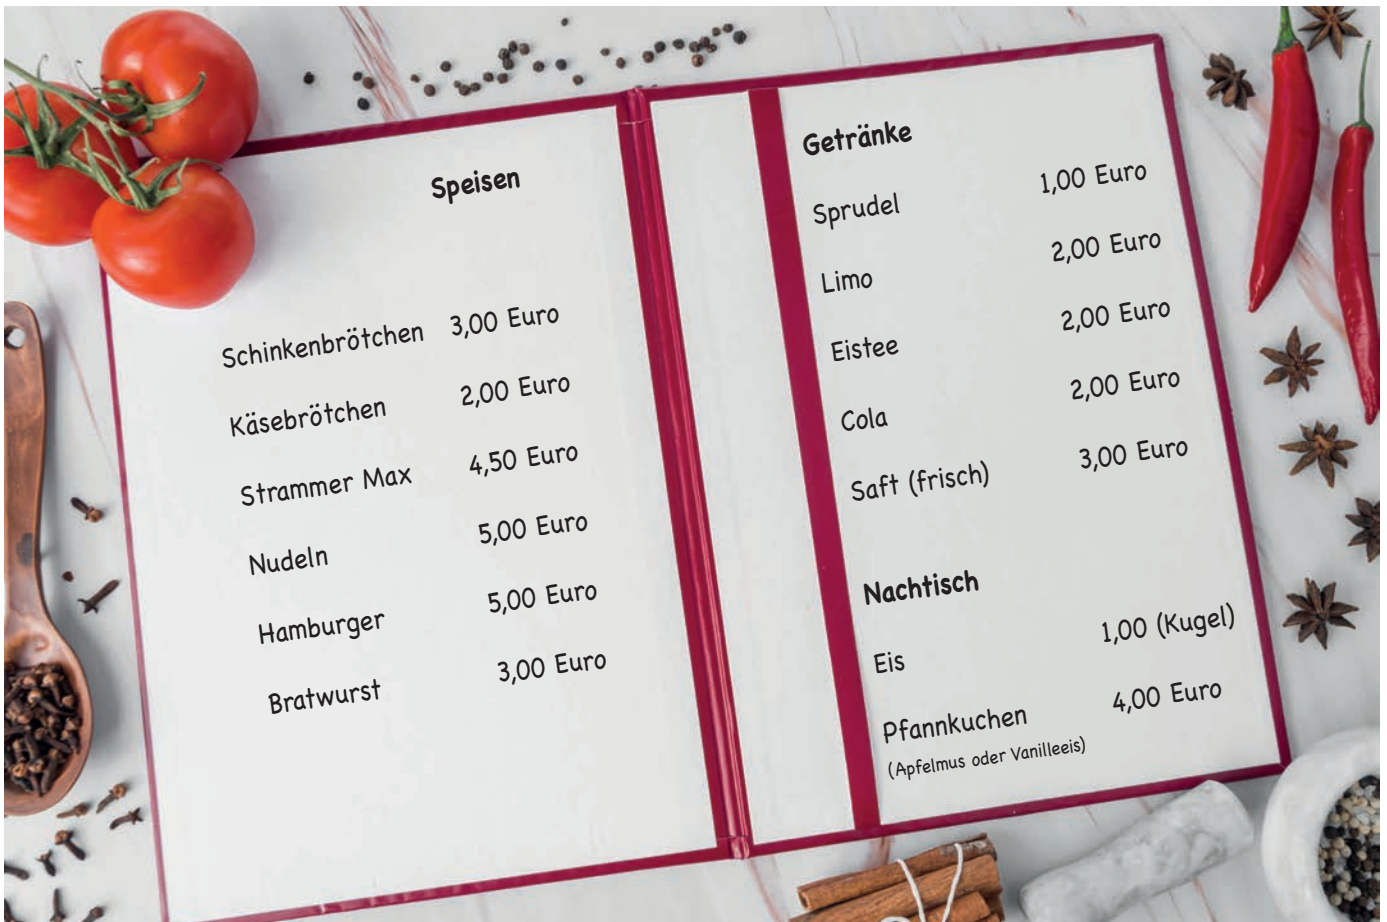 Speisen
Schinkenbrötchen 3,00 Euro
Käsebrötchen 2,00 Euro
Strammer Max 4,50 Euro
Nudeln 5,00 Euro
Hamburger 5,00 Euro
Bratwurst 3,00 Euro
Getränke
Sprudel 1,00 Euro
Limo 2,00 Euro
Eistee 2,00 Euro
Cola 2,00 Euro
Saft (frisch) 3,00 Euro
Nachtisch
Eis 1,00 (Kugel)
Pfannkuchen 4,00 Euro
(Apfelmus oder Vanilleeis)